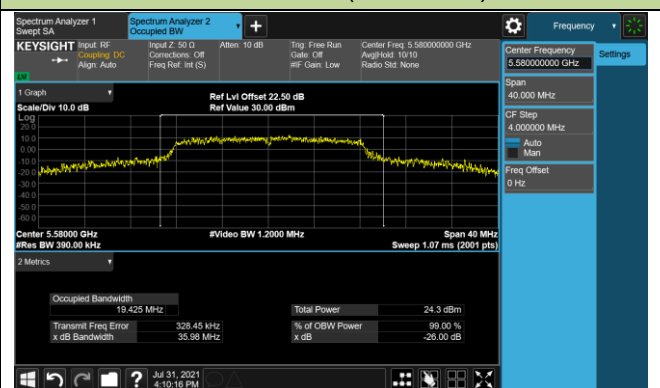 Spectrum Analyzer 1
Swept SA
Spectrum Analyzer 2
Occupied BW
+
Frequency
KEYSIGHT
Input: RF
Coupling: DC
Align: Auto
Input Z: 50 Ω
Corrections: Off
Freq Ref: Int (S)
Atten: 10 dB
Trig: Free Run
Gate: Off
#IF Gain: Low
Center Freq: 5.580000000 GHz
Avg|Hold: 10/10
Radio Std: None
LXI
Center Frequency
5.580000000 GHz
Settings
Span
40.000 MHz
CF Step
4.000000 MHz
Auto
Man
Freq Offset
0 Hz
1 Graph
Scale/Div 10.0 dB
Ref Lvl Offset 22.50 dB
Ref Value 30.00 dBm
Log
20.0
10.0
0.00
-10.0
-20.0
-30.0
-40.0
-50.0
-60.0
Center 5.58000 GHz
#Res BW 390.00 kHz
#Video BW 1.2000 MHz
Span 40 MHz
Sweep 1.07 ms (2001 pts)
2 Metrics
Occupied Bandwidth
19.425 MHz
Total Power 24.3 dBm
Transmit Freq Error 328.45 kHz
% of OBW Power 99.00 %
x dB Bandwidth 35.98 MHz
x dB -26.00 dB
?
Jul 31, 2021
4:10:16 PM